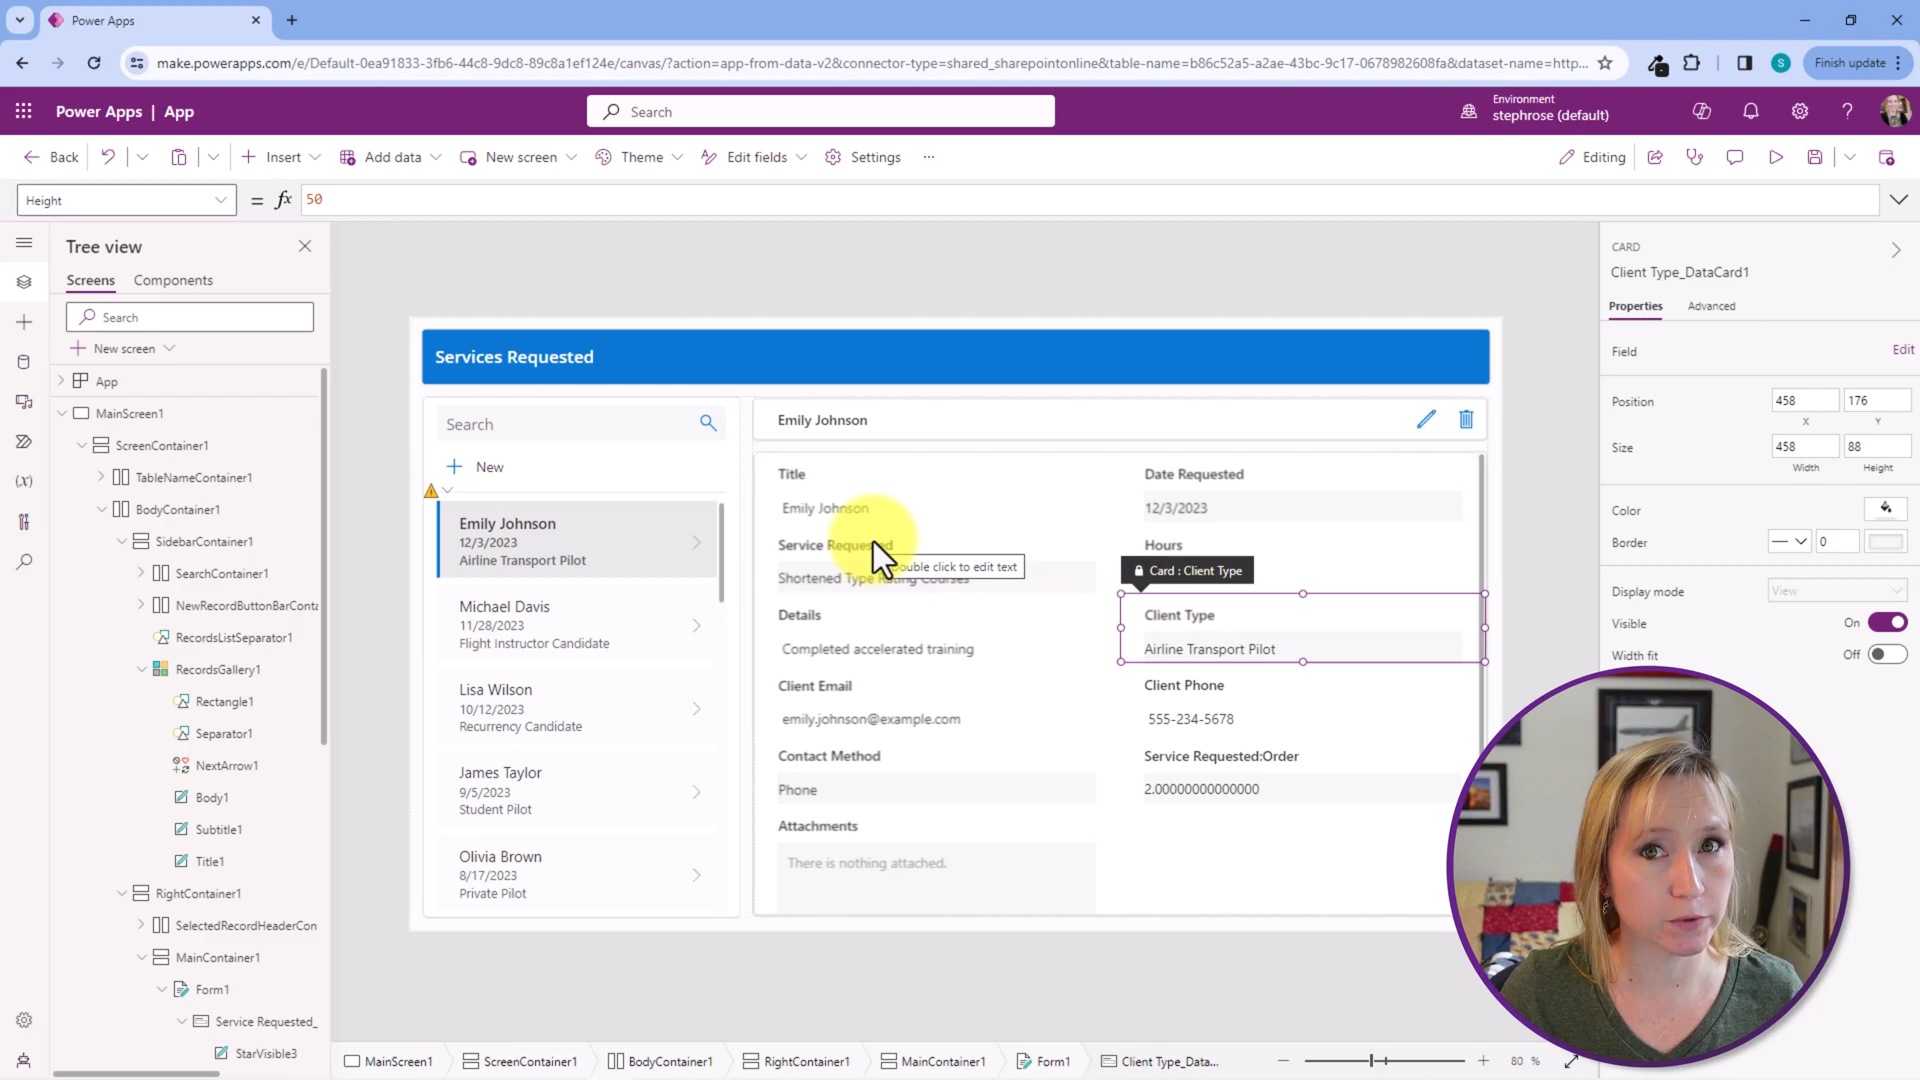 Power Apps
make.powerapps.com/e/Default-0ea91833-3fb6-44c8-9dc8-89c8a1ef124e/canvas/?action=app-from-data-v2&connector-type=shared_sharepointonline&table-name=b86c52a5-a2ae-43bc-9c17-0678982608fa&dataset-name=http...
S
Finish update
Power Apps | App
Search
Environment
stephrose (default)
Back
Insert
Add data
New screen
Theme
Edit fields
Settings
Editing
Height
= fx 50
Tree view
Screens
Components
Search
New screen
App
MainScreen1
ScreenContainer1
TableNameContainer1
BodyContainer1
SidebarContainer1
SearchContainer1
NewRecordButtonBarConta
RecordsListSeparator1
RecordsGallery1
Rectangle1
Separator1
NextArrow1
Body1
Subtitle1
Title1
RightContainer1
SelectedRecordHeaderCon
MainContainer1
Form1
Service Requested_
StarVisible3
Services Requested
Search
New
Emily Johnson
12/3/2023
Airline Transport Pilot
Michael Davis
11/28/2023
Flight Instructor Candidate
Lisa Wilson
10/12/2023
Recurrency Candidate
James Taylor
9/5/2023
Student Pilot
Olivia Brown
8/17/2023
Private Pilot
Emily Johnson
Title
Emily Johnson
Date Requested
12/3/2023
Service Requested
Shortened Type Rating Courses
ouble click to edit text
Hours
Card : Client Type
Details
Completed accelerated training
Client Type
Airline Transport Pilot
Client Email
emily.johnson@example.com
Client Phone
555-234-5678
Contact Method
Phone
Service Requested:Order
2.00000000000000
Attachments
There is nothing attached.
CARD
Client Type_DataCard1
Properties
Advanced
Field
Edit
Position
458
176
X
Y
Size
458
88
Width
Height
Color
Border
0
Display mode
View
Visible
On
Width fit
Off
MainScreen1
ScreenContainer1
BodyContainer1
RightContainer1
MainContainer1
Form1
Client Type_Data...
80 %